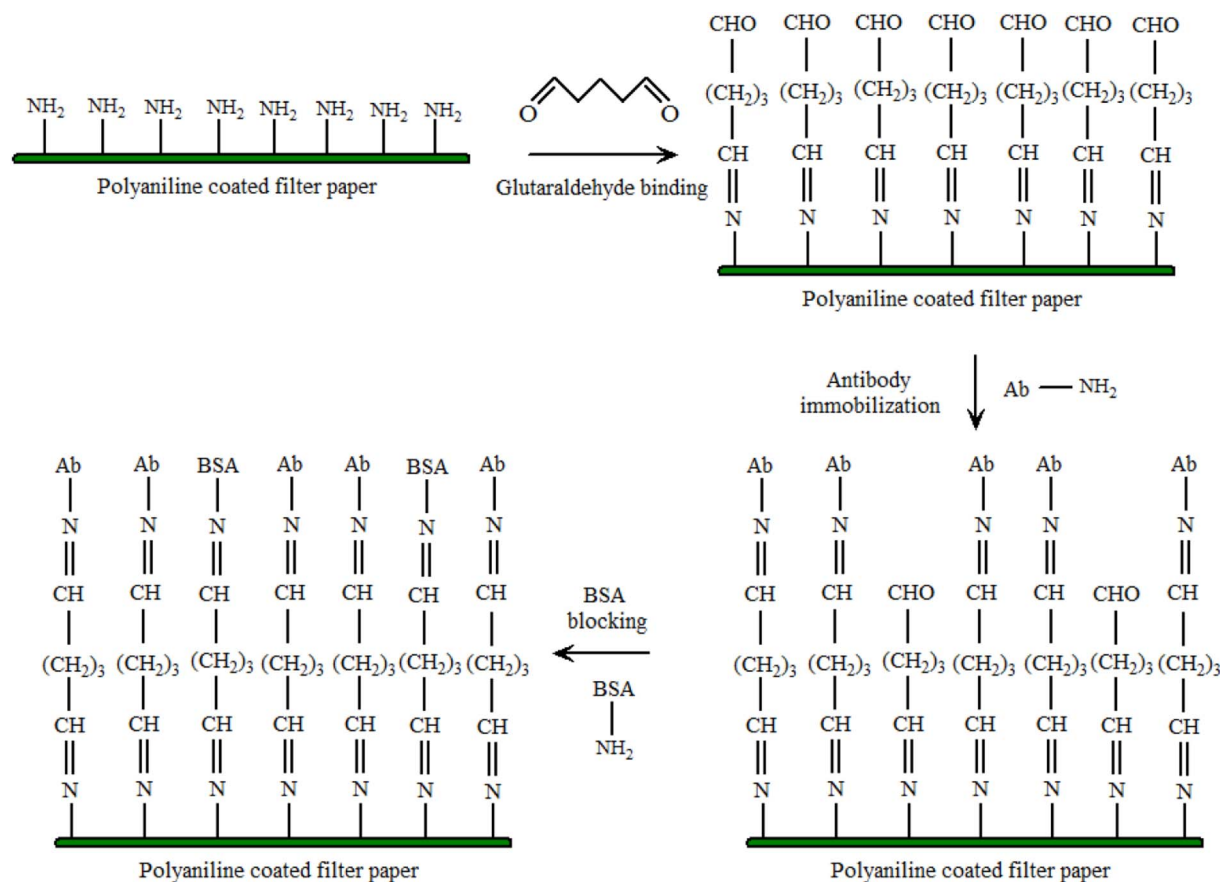 NH₂ NH₂ NH₂ NH₂ NH₂ NH₂ NH₂ NH₂
Polyaniline coated filter paper
O O
Glutaraldehyde binding
CHO CHO CHO CHO CHO CHO CHO
(CH₂)₃ (CH₂)₃ (CH₂)₃ (CH₂)₃ (CH₂)₃ (CH₂)₃ (CH₂)₃
CH CH CH CH CH CH CH
N N N N N N N
Polyaniline coated filter paper
Antibody
immobilization
Ab NH₂
Ab Ab Ab Ab Ab
N N N N N
CH CH CHO CH CH CHO CH
(CH₂)₃ (CH₂)₃ (CH₂)₃ (CH₂)₃ (CH₂)₃ (CH₂)₃ (CH₂)₃
CH CH CH CH CH CH CH
N N N N N N N
Polyaniline coated filter paper
BSA
blocking
BSA
NH₂
Ab Ab BSA Ab Ab BSA Ab
N N N N N N N
CH CH CH CH CH CH CH
(CH₂)₃ (CH₂)₃ (CH₂)₃ (CH₂)₃ (CH₂)₃ (CH₂)₃ (CH₂)₃
CH CH CH CH CH CH CH
N N N N N N N
Polyaniline coated filter paper